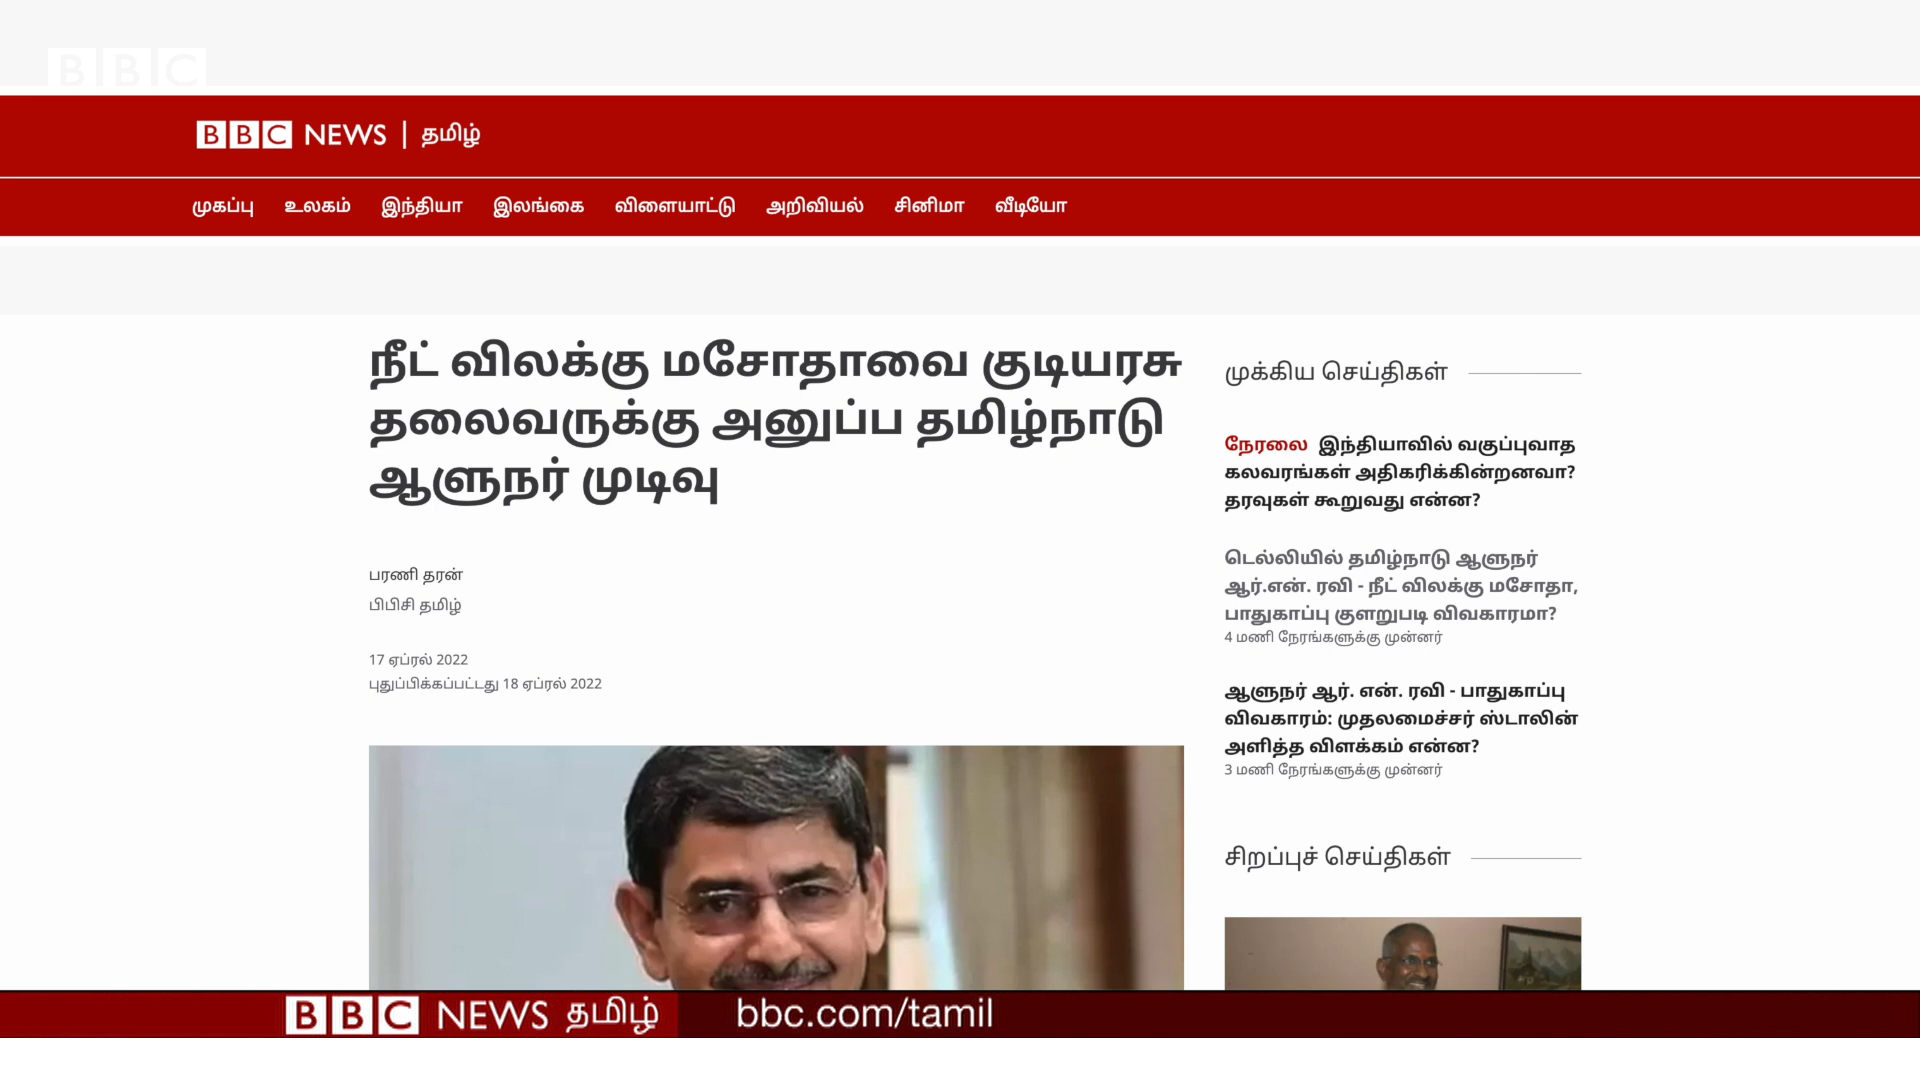 BBC
BBC NEWS | தமிழ்
முகப்பு உலகம் இந்தியா இலங்கை விளையாட்டு அறிவியல் சினிமா வீடியோ
நீட் விலக்கு மசோதாவை குடியரசு
தலைவருக்கு அனுப்ப தமிழ்நாடு
ஆளுநர் முடிவு
பரணி தரன்
பிபிசி தமிழ்
17 ஏப்ரல் 2022
புதுப்பிக்கப்பட்டது 18 ஏப்ரல் 2022
முக்கிய செய்திகள்
நேரலை இந்தியாவில் வகுப்புவாத
கலவரங்கள் அதிகரிக்கின்றனவா?
தரவுகள் கூறுவது என்ன?
டெல்லியில் தமிழ்நாடு ஆளுநர்
ஆர்.என். ரவி - நீட் விலக்கு மசோதா,
பாதுகாப்பு குளறுபடி விவகாரமா?
4 மணி நேரங்களுக்கு முன்னர்
ஆளுநர் ஆர். என். ரவி - பாதுகாப்பு
விவகாரம்: முதலமைச்சர் ஸ்டாலின்
அளித்த விளக்கம் என்ன?
3 மணி நேரங்களுக்கு முன்னர்
சிறப்புச் செய்திகள்
BBC NEWS தமிழ் bbc.com/tamil